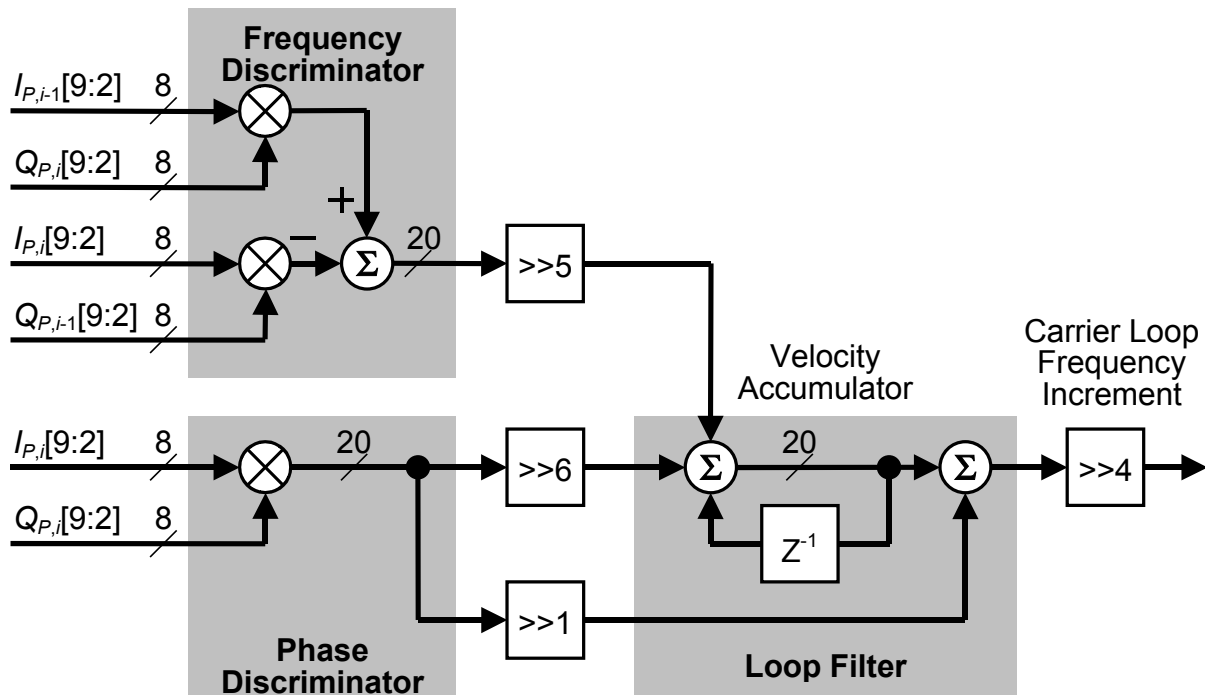 Frequency
Discriminator
I_{P,i-1}[9:2] 8
Q_{P,i}[9:2] 8
+
I_{P,i}[9:2] 8
−
Σ
20
>>5
Q_{P,i-1}[9:2] 8
Velocity
Accumulator
Carrier Loop
Frequency
Increment
I_{P,i}[9:2] 8
20
>>6
Σ
20
Σ
>>4
Q_{P,i}[9:2] 8
Z^{-1}
>>1
Phase
Discriminator
Loop Filter